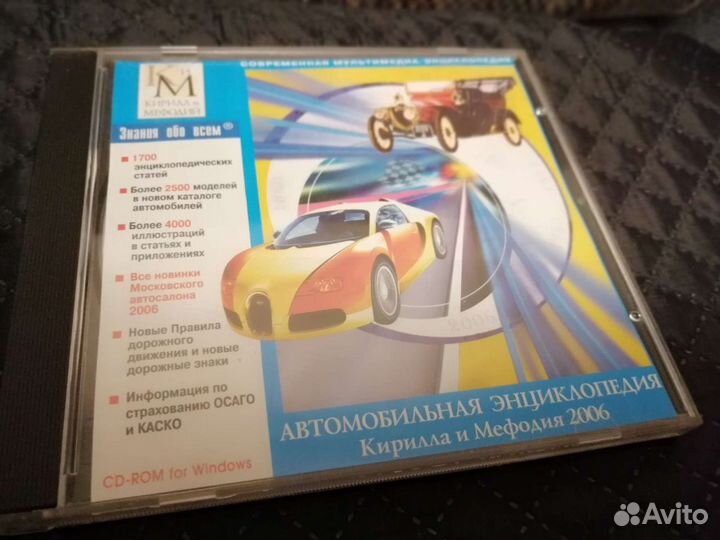 СОВРЕМЕННАЯ МУЛЬТИМЕДИА ЭНЦИКЛОПЕДИЯ
К и
М
КИРИЛЛ и
МЕФОДИЙ
Знания обо всем®
1700
энциклопедических
статей
Более 2500 моделей
в новом каталоге
автомобилей
Более 4000
иллюстраций
в статьях и
приложениях
Все новинки
Московского
автосалона
2006
Новые Правила
дорожного
движения и новые
дорожные знаки
Информация по
страхованию ОСАГО
и КАСКО
CD-ROM for Windows
АВТОМОБИЛЬНАЯ ЭНЦИКЛОПЕДИЯ
Кирилла и Мефодия 2006
Avito